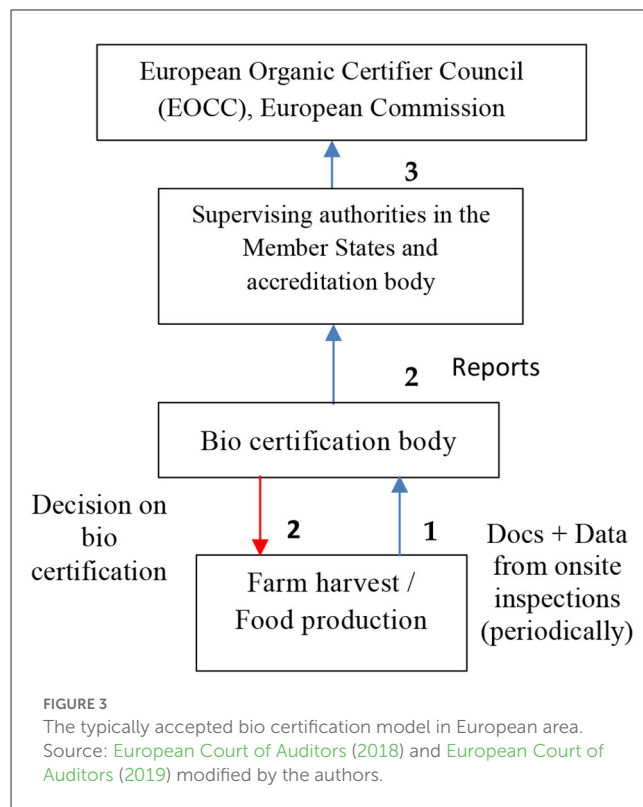 European Organic Certifier Council
(EOCC), European Commission
3
Supervising authorities in the
Member States and
accreditation body
2 Reports
Bio certification body
Decision on
bio
certification
2
1
Docs + Data
from onsite
inspections
(periodically)
Farm harvest /
Food production
FIGURE 3
The typically accepted bio certification model in European area.
Source: European Court of Auditors (2018) and European Court of
Auditors (2019) modified by the authors.